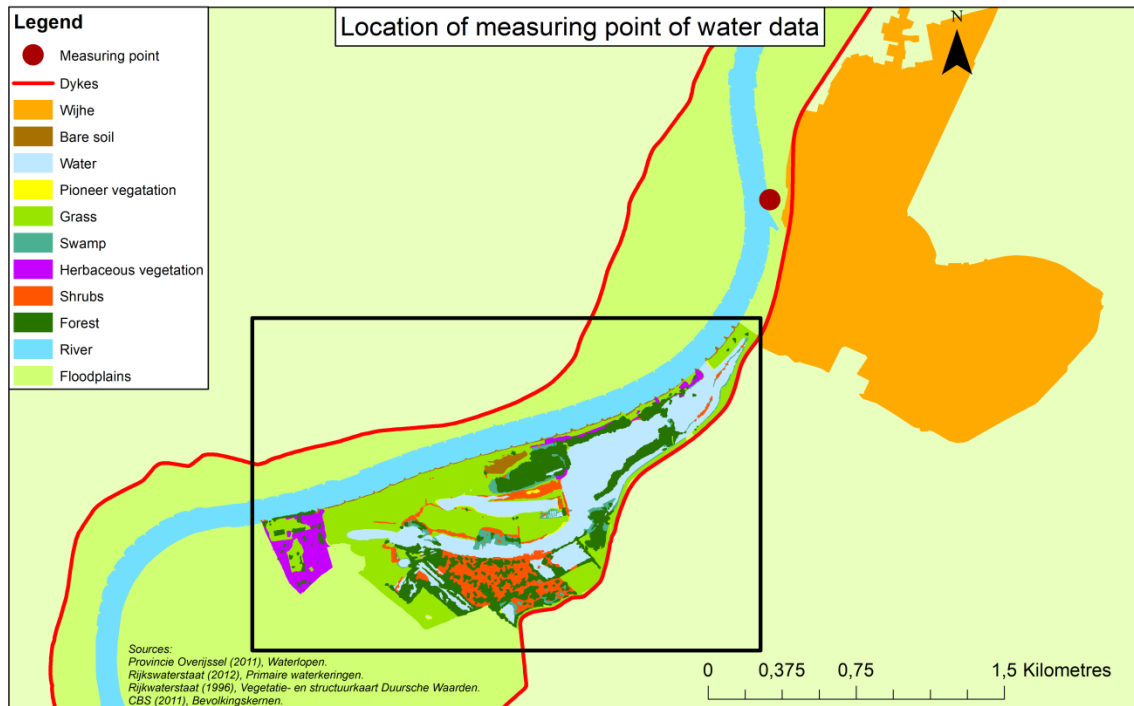 Location of measuring point of water data
Legend
Measuring point
Dykes
Wijhe
Bare soil
Water
Pioneer vegatation
Grass
Swamp
Herbaceous vegetation
Shrubs
Forest
River
Floodplains
N
Sources:
Provincie Overijssel (2011), Waterlopen.
Rijkswaterstaat (2012), Primaire waterkeringen.
Rijkwaterstaat (1996), Vegetatie- en structuurkaart Duursche Waarden.
CBS (2011), Bevolkingskernen.
0 0,375 0,75 1,5 Kilometres